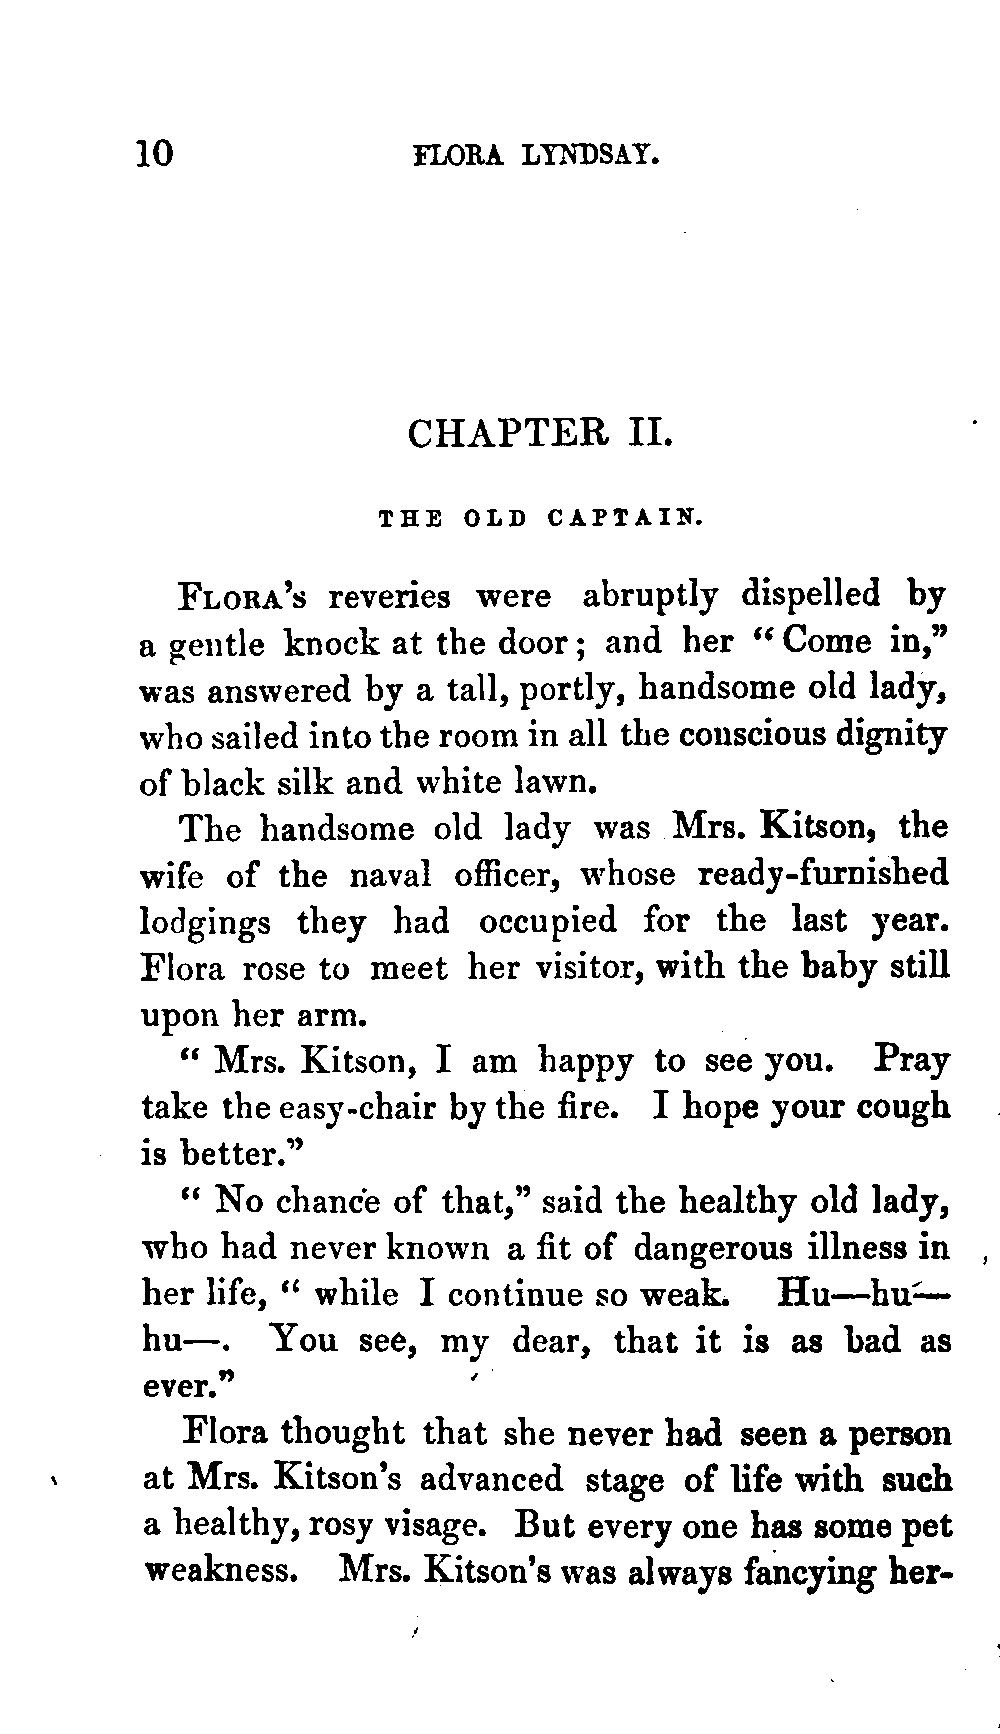 10 FLORA LYNDSAY.
CHAPTER II.
THE OLD CAPTAIN.
FLORA's reveries were abruptly dispelled by
a gentle knock at the door; and her “Come in,”
was answered by a tall, portly, handsome old lady,
who sailed into the room in all the conscious dignity
of black silk and white lawn.
The handsome old lady was Mrs. Kitson, the
wife of the naval officer, whose ready-furnished
lodgings they had occupied for the last year.
Flora rose to meet her visitor, with the baby still
upon her arm.
“ Mrs. Kitson, I am happy to see you. Pray
take the easy-chair by the fire. I hope your cough
is better.”
“ No chance of that,” said the healthy old lady,
who had never known a fit of dangerous illness in
her life, “ while I continue so weak. Hu—hu—
hu—. You see, my dear, that it is as bad as
ever.”
Flora thought that she never had seen a person
at Mrs. Kitson's advanced stage of life with such
a healthy, rosy visage. But every one has some pet
weakness. Mrs. Kitson's was always fancying her-